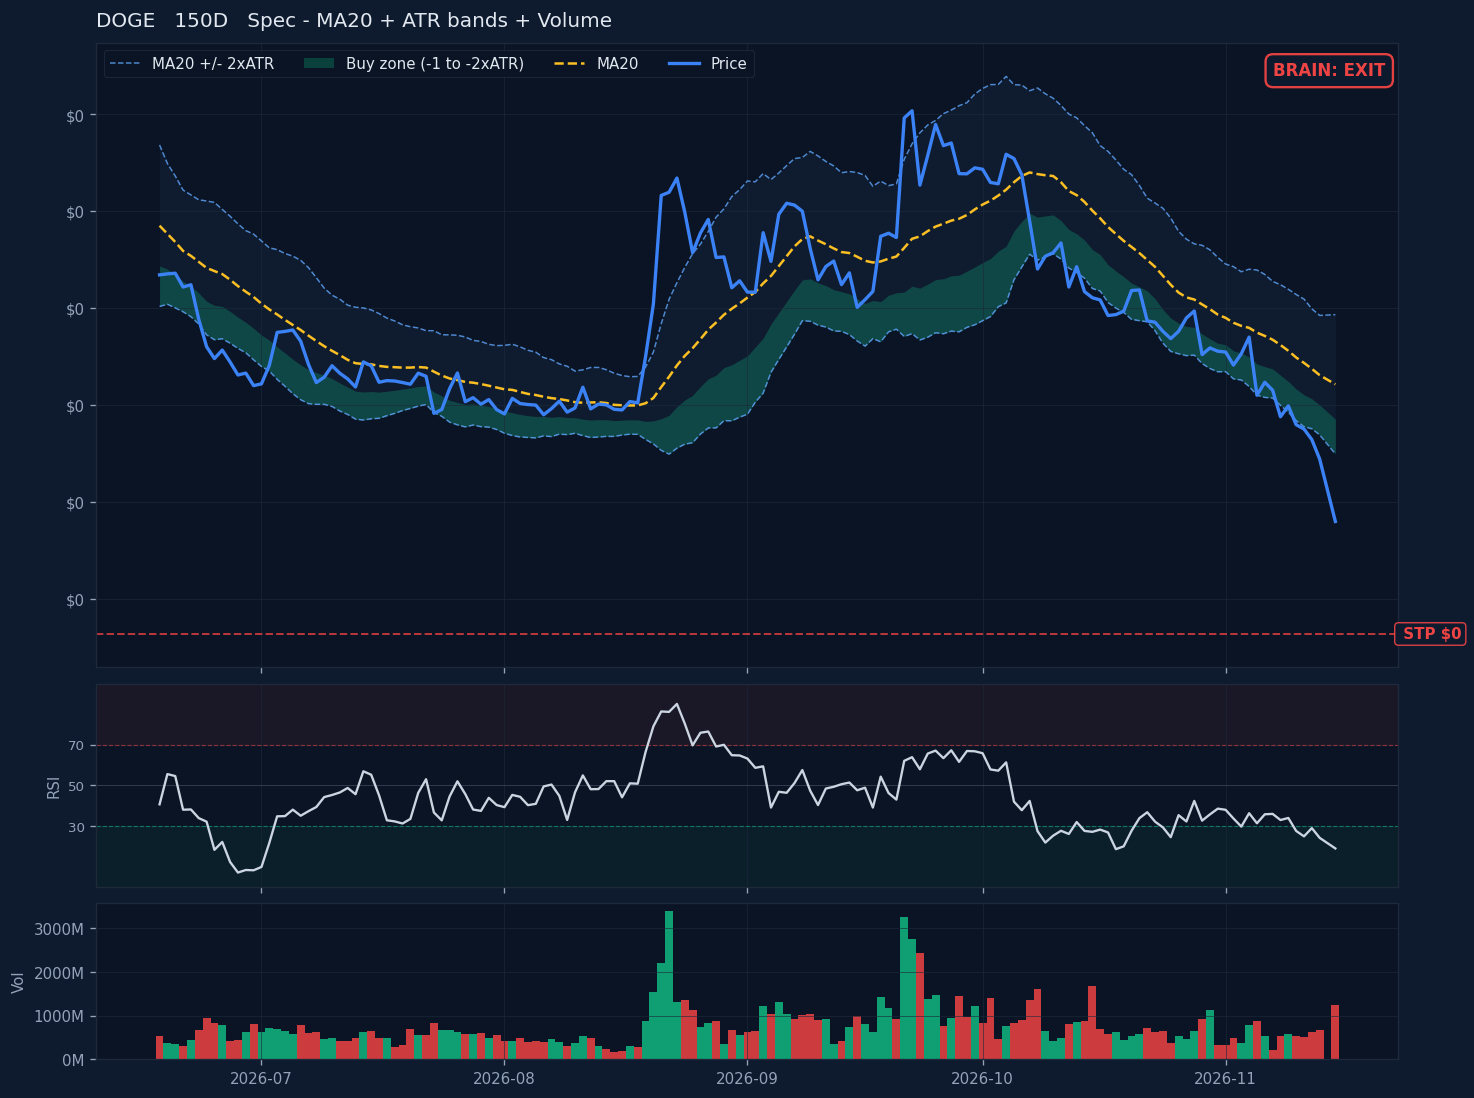 DOGE 150D Spec - MA20 + ATR bands + Volume
MA20 +/- 2xATR Buy zone (-1 to -2xATR) MA20 Price
BRAIN: EXIT
$0
$0
$0
$0
$0
$0
STP $0
RSI
70
50
30
Vol
3000M
2000M
1000M
0M
2026-07 2026-08 2026-09 2026-10 2026-11